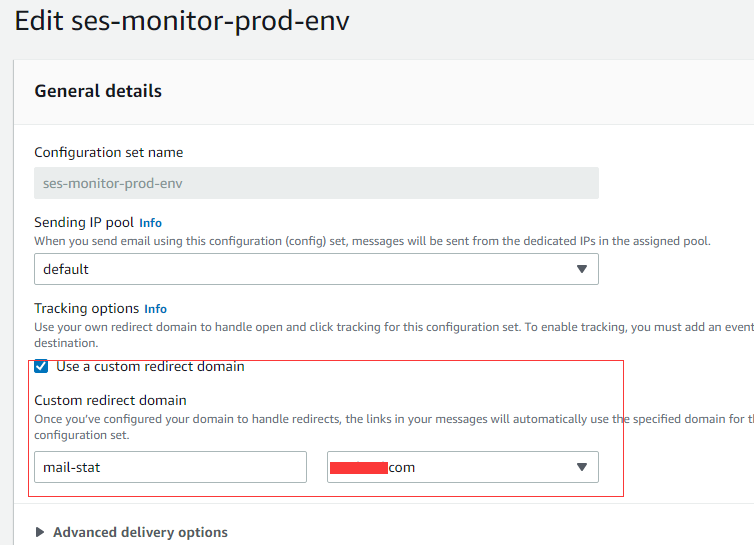 Edit ses-monitor-prod-env
General details
Configuration set name
ses-monitor-prod-env
Sending IP pool Info
When you send email using this configuration (config) set, messages will be sent from the dedicated IPs in the assigned pool.
default
Tracking options Info
Use your own redirect domain to handle open and click tracking for this configuration set. To enable tracking, you must add an event
destination.
Use a custom redirect domain
Custom redirect domain
Once you've configured your domain to handle redirects, the links in your messages will automatically use the specified domain for
configuration set.
mail-stat
com
Advanced delivery options